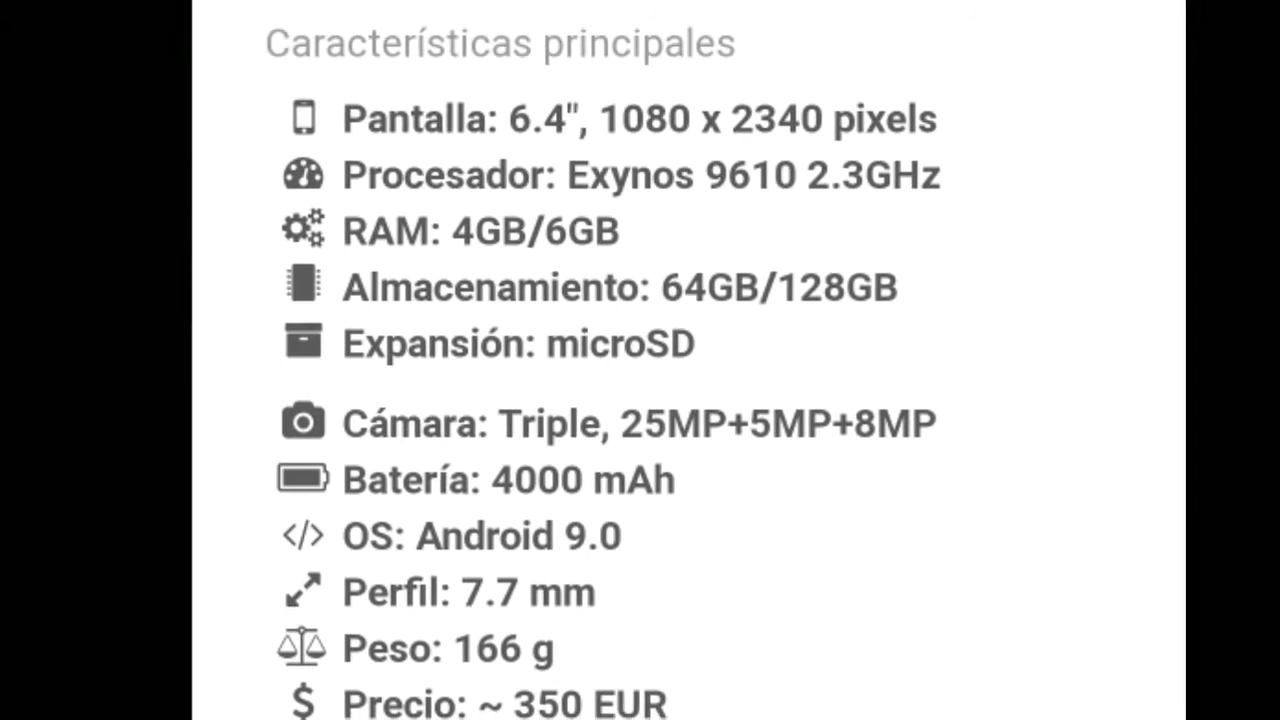 Características principales
Pantalla: 6.4", 1080 x 2340 pixels
Procesador: Exynos 9610 2.3GHz
RAM: 4GB/6GB
Almacenamiento: 64GB/128GB
Expansión: microSD
Cámara: Triple, 25MP+5MP+8MP
Batería: 4000 mAh
OS: Android 9.0
Perfil: 7.7 mm
Peso: 166 g
Precio: ~ 350 EUR